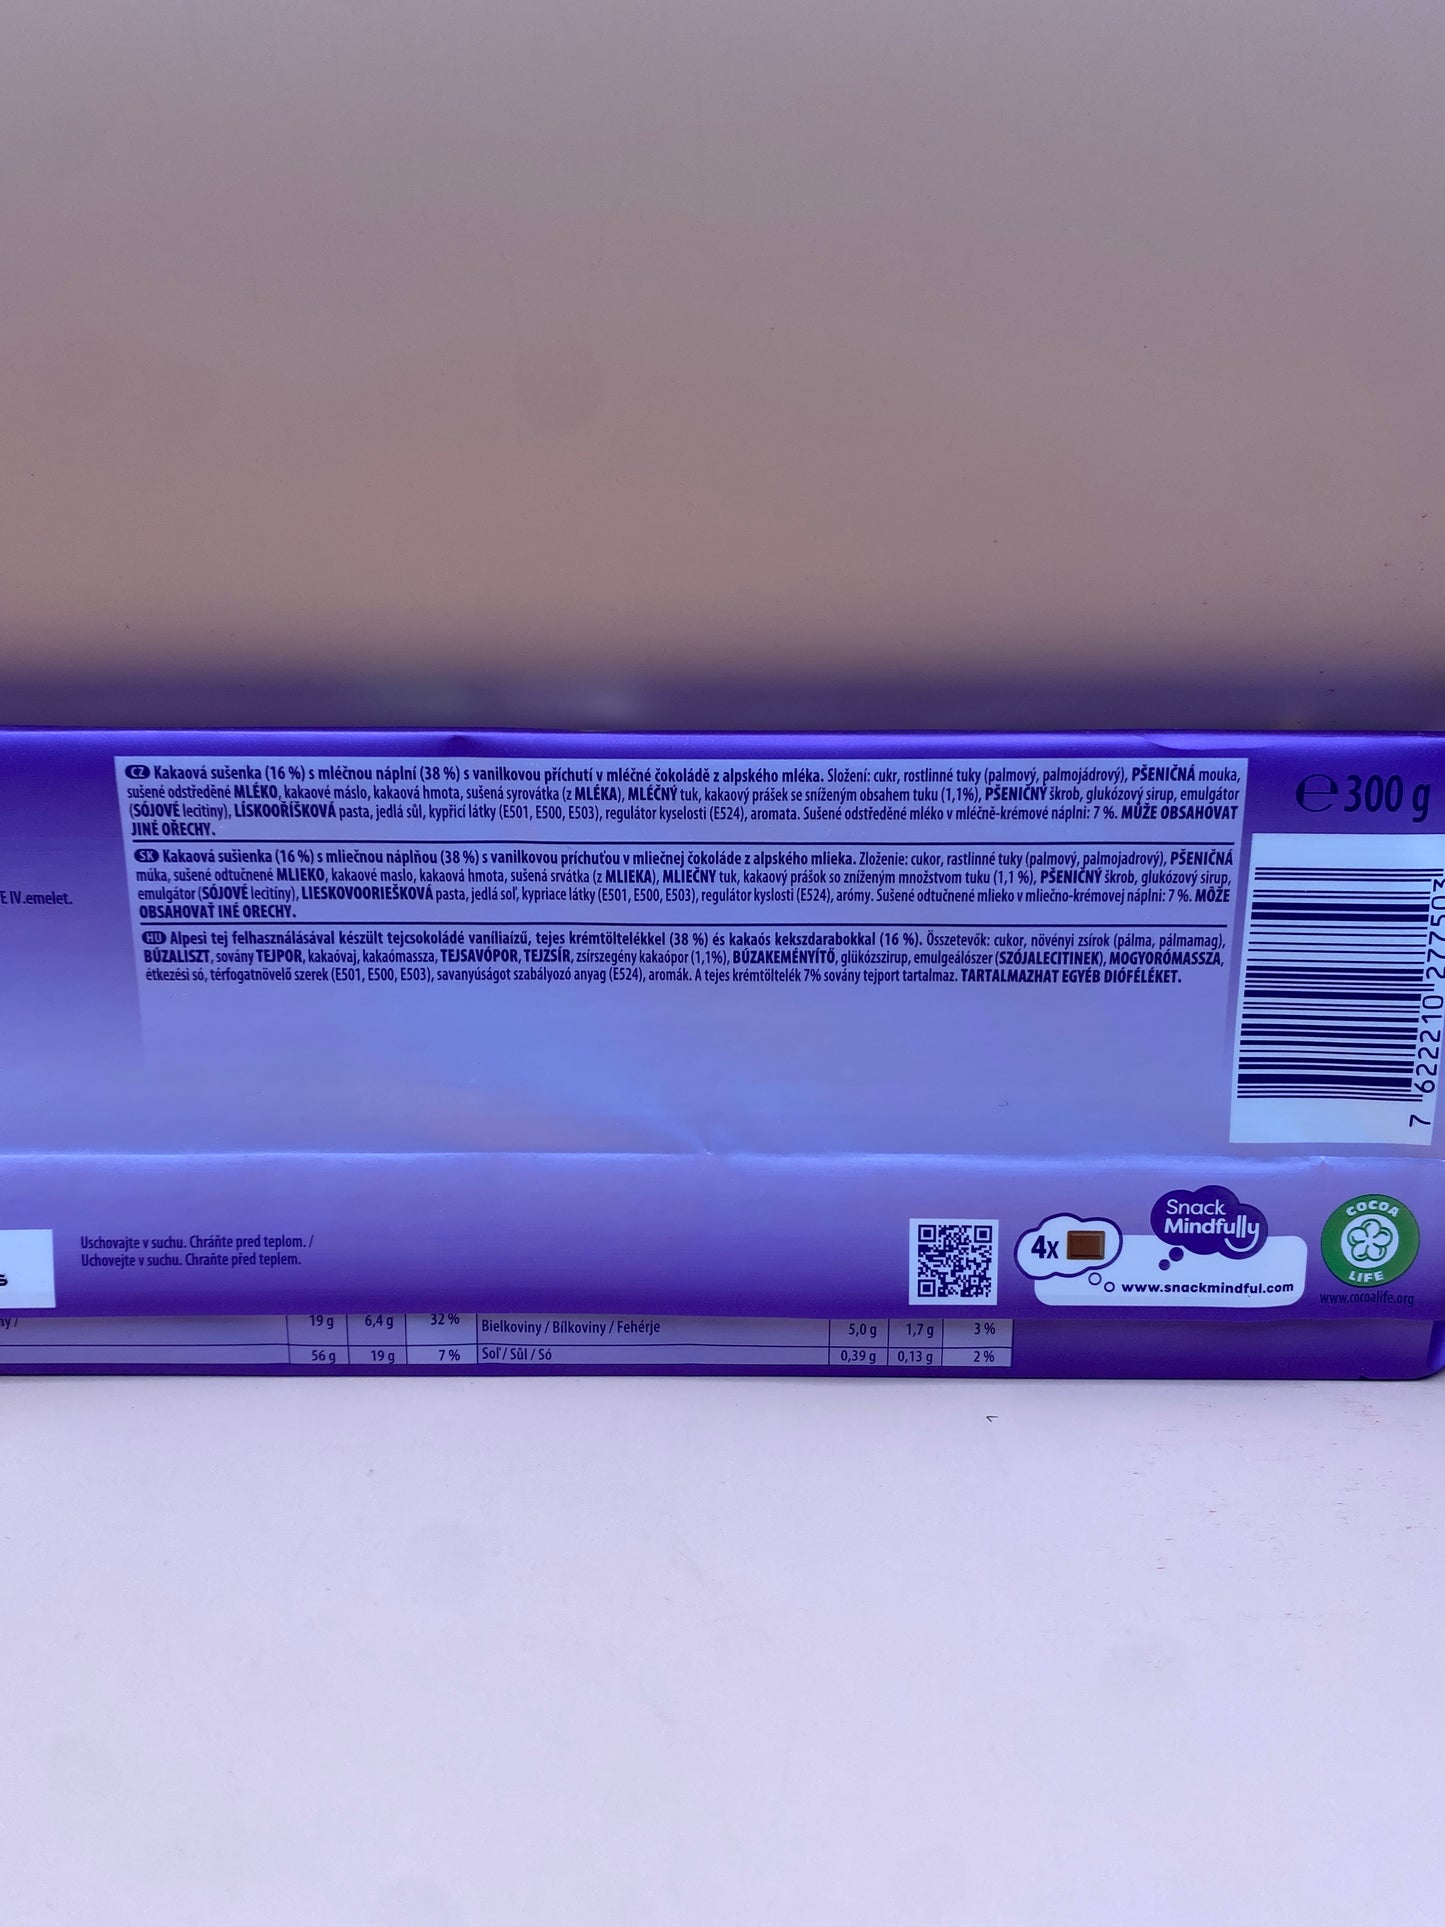 CZ Kakaová sušenka (16 %) s mléčnou náplní (38 %) s vanilkovou příchutí v mléčné čokoládě z alpského mléka. Složení: cukr, rostlinné tuky (palmový, palmojádrový), PŠENIČNÁ mouka,
sušené odstředěné MLÉKO, kakaové máslo, kakaová hmota, sušená syrovátka (z MLÉKA), MLÉČNÝ tuk, kakaový prášek se sníženým obsahem tuku (1,1%), PŠENIČNÝ škrob, glukózový sirup, emulgátor
(SÓJOVÉ lecitiny), LÍSKOOŘÍŠKOVÁ pasta, jedlá sůl, kypřicí látky (E501, E500, E503), regulátor kyselosti (E524), aromata. Sušené odstředěné mléko v mléčně-krémové náplni: 7 %. MŮŽE OBSAHOVAT
JINÉ OŘECHY.
SK Kakaová sušienka (16 %) s mliečnou náplňou (38 %) s vanilkovou príchuťou v mliečnej čokoláde z alpského mlieka. Zloženie: cukor, rastlinné tuky (palmový, palmojadrový), PŠENIČNÁ
múka, sušené odtučnené MLIEKO, kakaové maslo, kakaová hmota, sušená srvátka (z MLIEKA), MLIEČNY tuk, kakaový prášok so zníženým množstvom tuku (1,1 %), PŠENIČNÝ škrob, glukózový sirup,
emulgátor (SÓJOVÉ lecitíny), LIESKOVOORIEŠKOVÁ pasta, jedlá soľ, kypriace látky (E501, E500, E503), regulátor kyslosti (E524), arómy. Sušené odtučnené mlieko v mliečno-krémovej náplni: 7 %. MÔŽE
OBSAHOVAŤ INÉ ORECHY.
HU Alpesi tej felhasználásával készült tejcsokoládé vaníliaízű, tejes krémtöltelékkel (38 %) és kakaós kekszdarabokkal (16 %). Összetevők: cukor, növényi zsírok (pálma, pálmamag),
BÚZALISZT, sovány TEJPOR, kakaóvaj, kakaómassza, TEJSAVÓPOR, TEJZSÍR, zsírszegény kakaópor (1,1%), BÚZAKEMÉNYÍTŐ, glükózszirup, emulgeálószer (SZÓJALECITINEK), MOGYORÓMASSZA,
étkezési só, térfogatnövelő szerek (E501, E500, E503), savanyúságot szabályozó anyag (E524), aromák. A tejes krémtöltelék 7% sovány tejport tartalmaz. TARTALMAZHAT EGYÉB DIÓFÉLÉKET.
e 300 g
7 622210 277503
E IV.emelet.
Uschovajte v suchu. Chráňte pred teplom. /
Uchovejte v suchu. Chraňte před teplem.
4x
Snack
Mindfully
www.snackmindful.com
COCOA
LIFE
www.cocoalife.org
19 g 6,4 g 32 % Bielkoviny / Bílkoviny / Fehérje 5,0 g 1,7 g 3 %
56 g 19 g 7 % Soľ / Sůl / Só 0,39 g 0,13 g 2 %